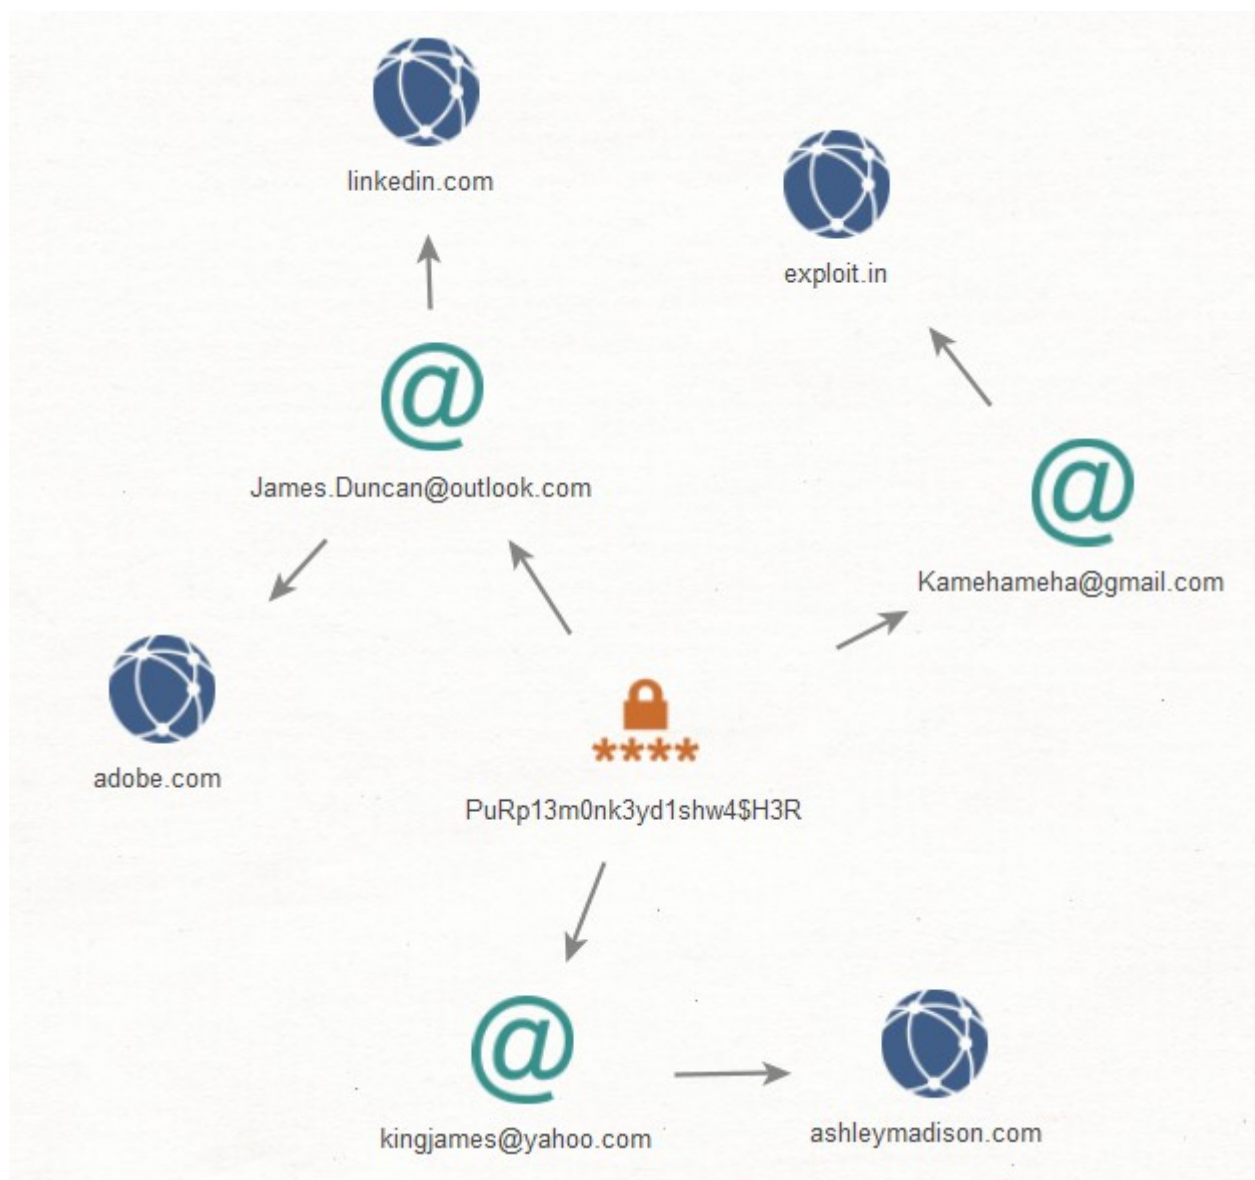 linkedin.com
exploit.in
@
James.Duncan@outlook.com
@
Kamehameha@gmail.com
adobe.com
****
PuRp13m0nk3yd1shw4$H3R
@
kingjames@yahoo.com
ashleymadison.com